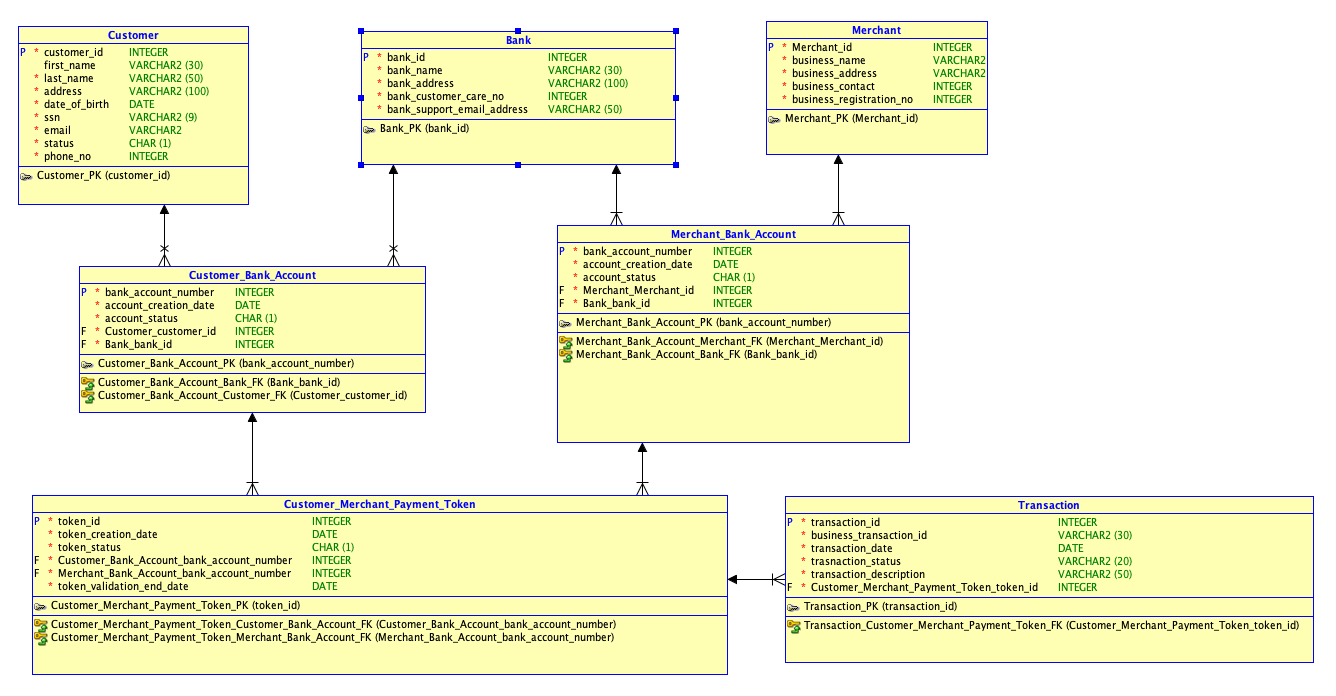 Customer
P * customer_id INTEGER
first_name VARCHAR2 (30)
* last_name VARCHAR2 (50)
* address VARCHAR2 (100)
* date_of_birth DATE
* ssn VARCHAR2 (9)
* email VARCHAR2
* status CHAR (1)
* phone_no INTEGER
Customer_PK (customer_id)
Bank
P * bank_id INTEGER
* bank_name VARCHAR2 (30)
* bank_address VARCHAR2 (100)
* bank_customer_care_no INTEGER
* bank_support_email_address VARCHAR2 (50)
Bank_PK (bank_id)
Merchant
P * Merchant_id INTEGER
* business_name VARCHAR2
* business_address VARCHAR2
* business_contact INTEGER
* business_registration_no INTEGER
Merchant_PK (Merchant_id)
Customer_Bank_Account
P * bank_account_number INTEGER
* account_creation_date DATE
* account_status CHAR (1)
F * Customer_customer_id INTEGER
F * Bank_bank_id INTEGER
Customer_Bank_Account_PK (bank_account_number)
Customer_Bank_Account_Bank_FK (Bank_bank_id)
Customer_Bank_Account_Customer_FK (Customer_customer_id)
Merchant_Bank_Account
P * bank_account_number INTEGER
* account_creation_date DATE
* account_status CHAR (1)
F * Merchant_Merchant_id INTEGER
F * Bank_bank_id INTEGER
Merchant_Bank_Account_PK (bank_account_number)
Merchant_Bank_Account_Merchant_FK (Merchant_Merchant_id)
Merchant_Bank_Account_Bank_FK (Bank_bank_id)
Customer_Merchant_Payment_Token
P * token_id INTEGER
* token_creation_date DATE
* token_status CHAR (1)
F * Customer_Bank_Account_bank_account_number INTEGER
F * Merchant_Bank_Account_bank_account_number INTEGER
* token_validation_end_date DATE
Customer_Merchant_Payment_Token_PK (token_id)
Customer_Merchant_Payment_Token_Customer_Bank_Account_FK (Customer_Bank_Account_bank_account_number)
Customer_Merchant_Payment_Token_Merchant_Bank_Account_FK (Merchant_Bank_Account_bank_account_number)
Transaction
P * transaction_id INTEGER
* business_transaction_id VARCHAR2 (30)
* transaction_date DATE
* trasnaction_status VARCHAR2 (20)
* transaction_description VARCHAR2 (50)
F * Customer_Merchant_Payment_Token_token_id INTEGER
Transaction_PK (transaction_id)
Transaction_Customer_Merchant_Payment_Token_FK (Customer_Merchant_Payment_Token_token_id)